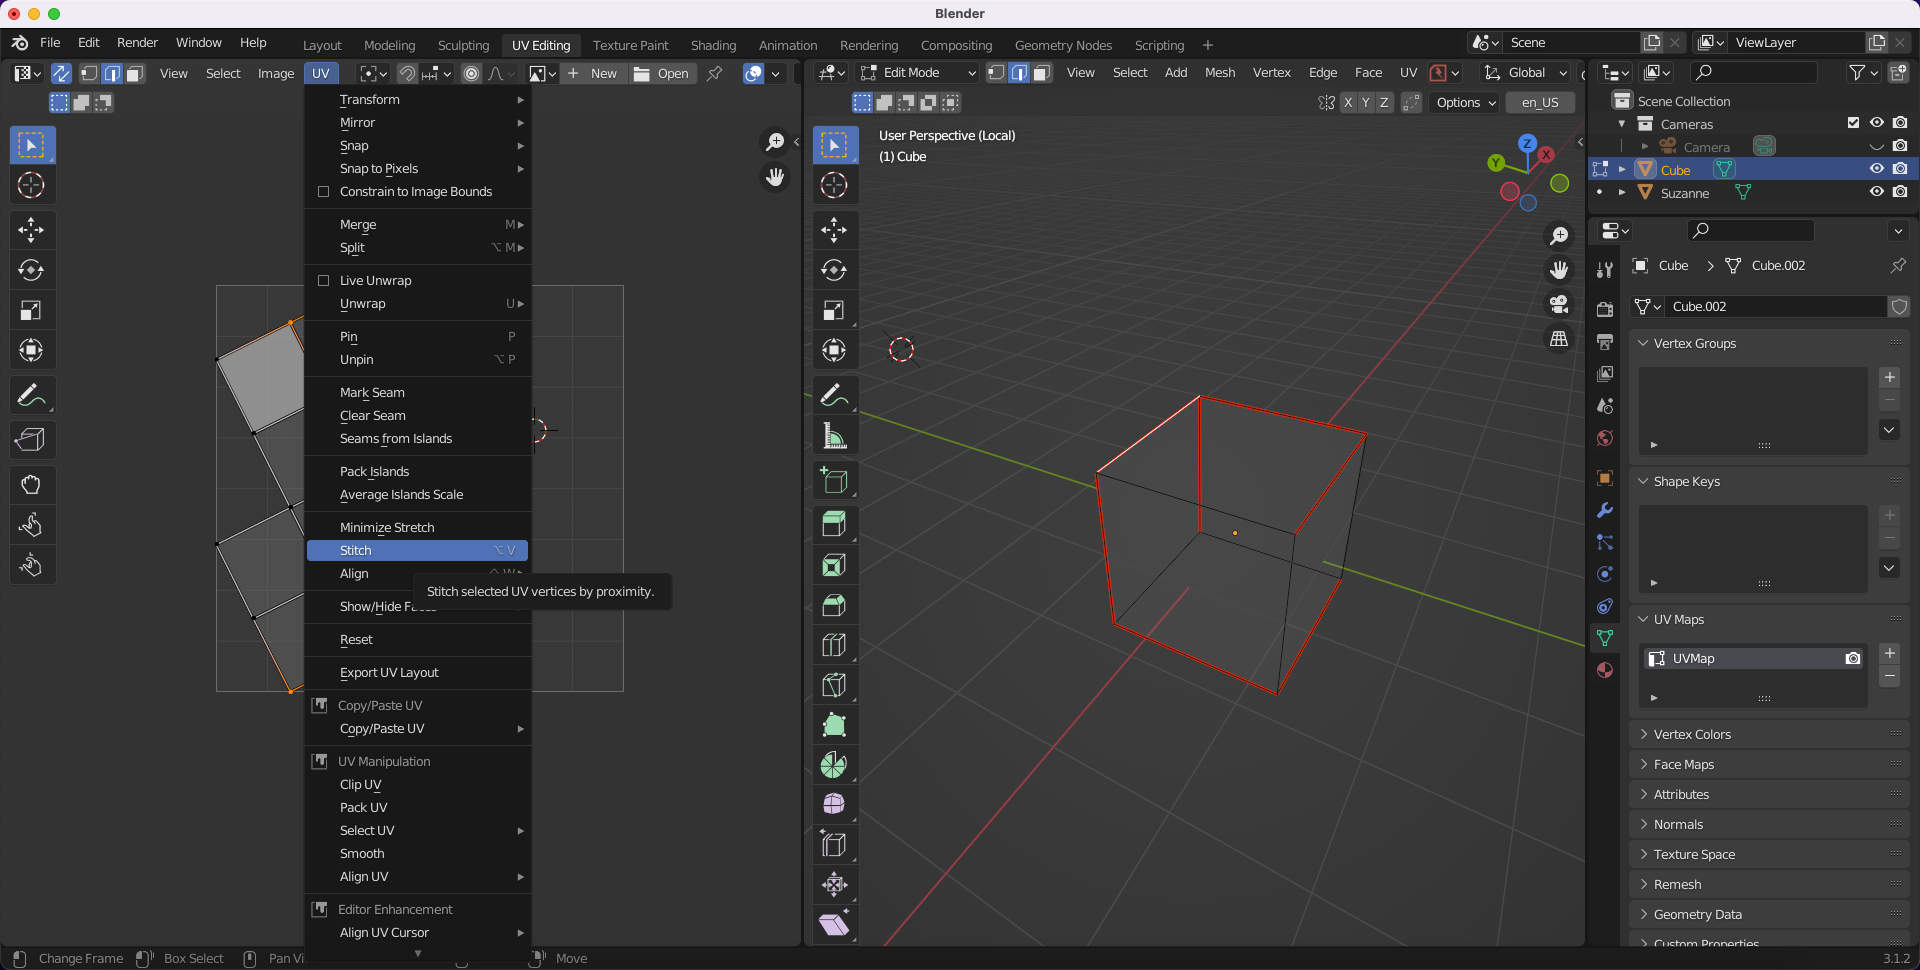 Blender
File Edit Render Window Help Layout Modeling Sculpting UV Editing Texture Paint Shading Animation Rendering Compositing Geometry Nodes Scripting + Scene ViewLayer
View Select Image UV New Open Edit Mode View Select Add Mesh Vertex Edge Face UV Global
X Y Z Options en_US
Transform
Mirror
Snap
Snap to Pixels
Constrain to Image Bounds
Merge M
Split ⌥ M
Live Unwrap
Unwrap U
Pin P
Unpin ⌥ P
Mark Seam
Clear Seam
Seams from Islands
Pack Islands
Average Islands Scale
Minimize Stretch
Stitch ⌥ V
Align
Stitch selected UV vertices by proximity.
Show/Hide Faces
Reset
Export UV Layout
Copy/Paste UV
Copy/Paste UV
UV Manipulation
Clip UV
Pack UV
Select UV
Smooth
Align UV
Editor Enhancement
Align UV Cursor
User Perspective (Local)
(1) Cube
Z
X
Y
Scene Collection
Cameras
Camera
Cube
Suzanne
Cube > Cube.002
Cube.002
Vertex Groups
Shape Keys
UV Maps
UVMap
Vertex Colors
Face Maps
Attributes
Normals
Texture Space
Remesh
Geometry Data
Custom Properties
Change Frame Box Select Pan Vi Move 3.1.2